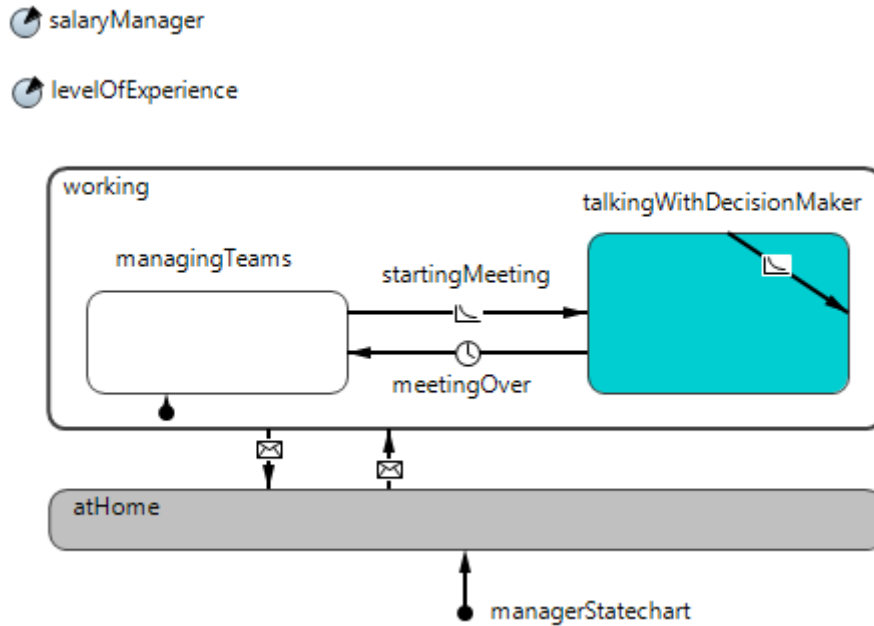 salaryManager
levelOfExperience
working
talkingWithDecisionMaker
managingTeams
startingMeeting
meetingOver
atHome
managerStatechart